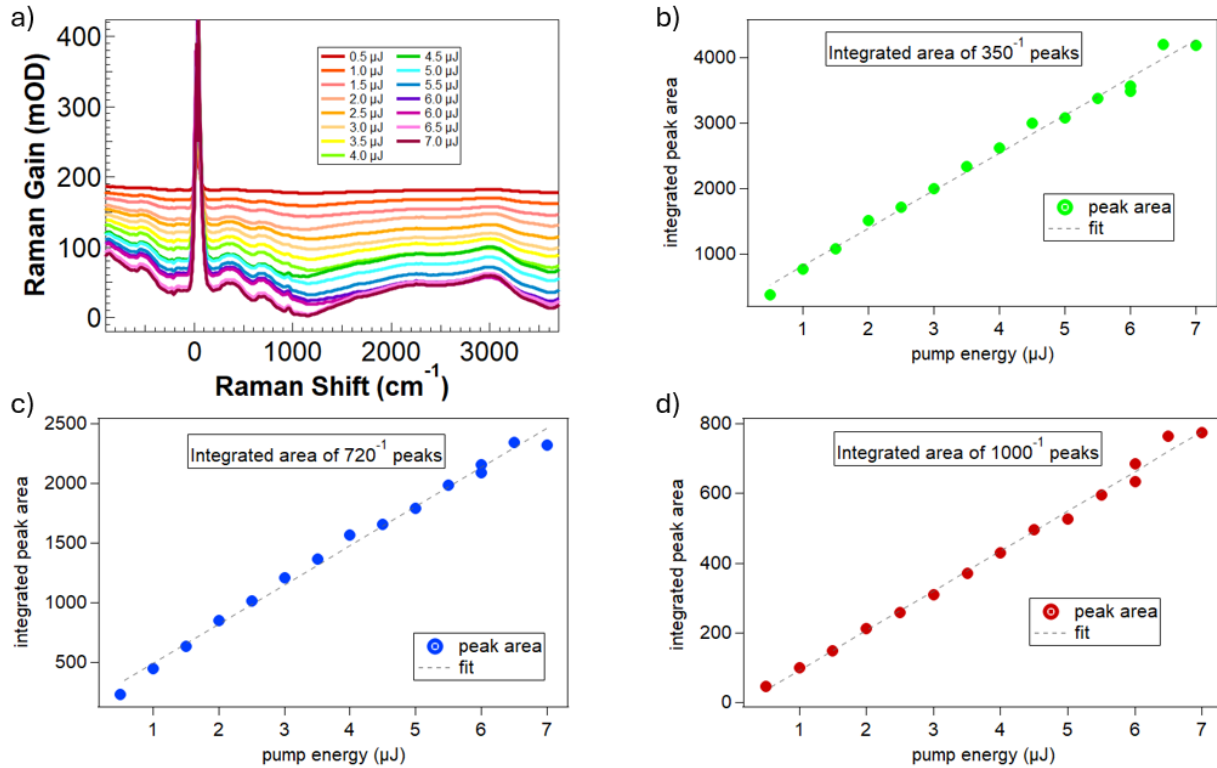 a)
400
300
200
100
0
Raman Gain (mOD)
0.5 µJ
1.0 µJ
1.5 µJ
2.0 µJ
2.5 µJ
3.0 µJ
3.5 µJ
4.0 µJ
4.5 µJ
5.0 µJ
5.5 µJ
6.0 µJ
6.0 µJ
6.5 µJ
7.0 µJ
0 1000 2000 3000
Raman Shift (cm⁻¹)
b)
Integrated area of 350⁻¹ peaks
4000
3000
2000
1000
integrated peak area
peak area
fit
1 2 3 4 5 6 7
pump energy (µJ)
c)
Integrated area of 720⁻¹ peaks
2500
2000
1500
1000
500
integrated peak area
peak area
fit
1 2 3 4 5 6 7
pump energy (µJ)
d)
Integrated area of 1000⁻¹ peaks
800
600
400
200
0
integrated peak area
peak area
fit
1 2 3 4 5 6 7
pump energy (µJ)